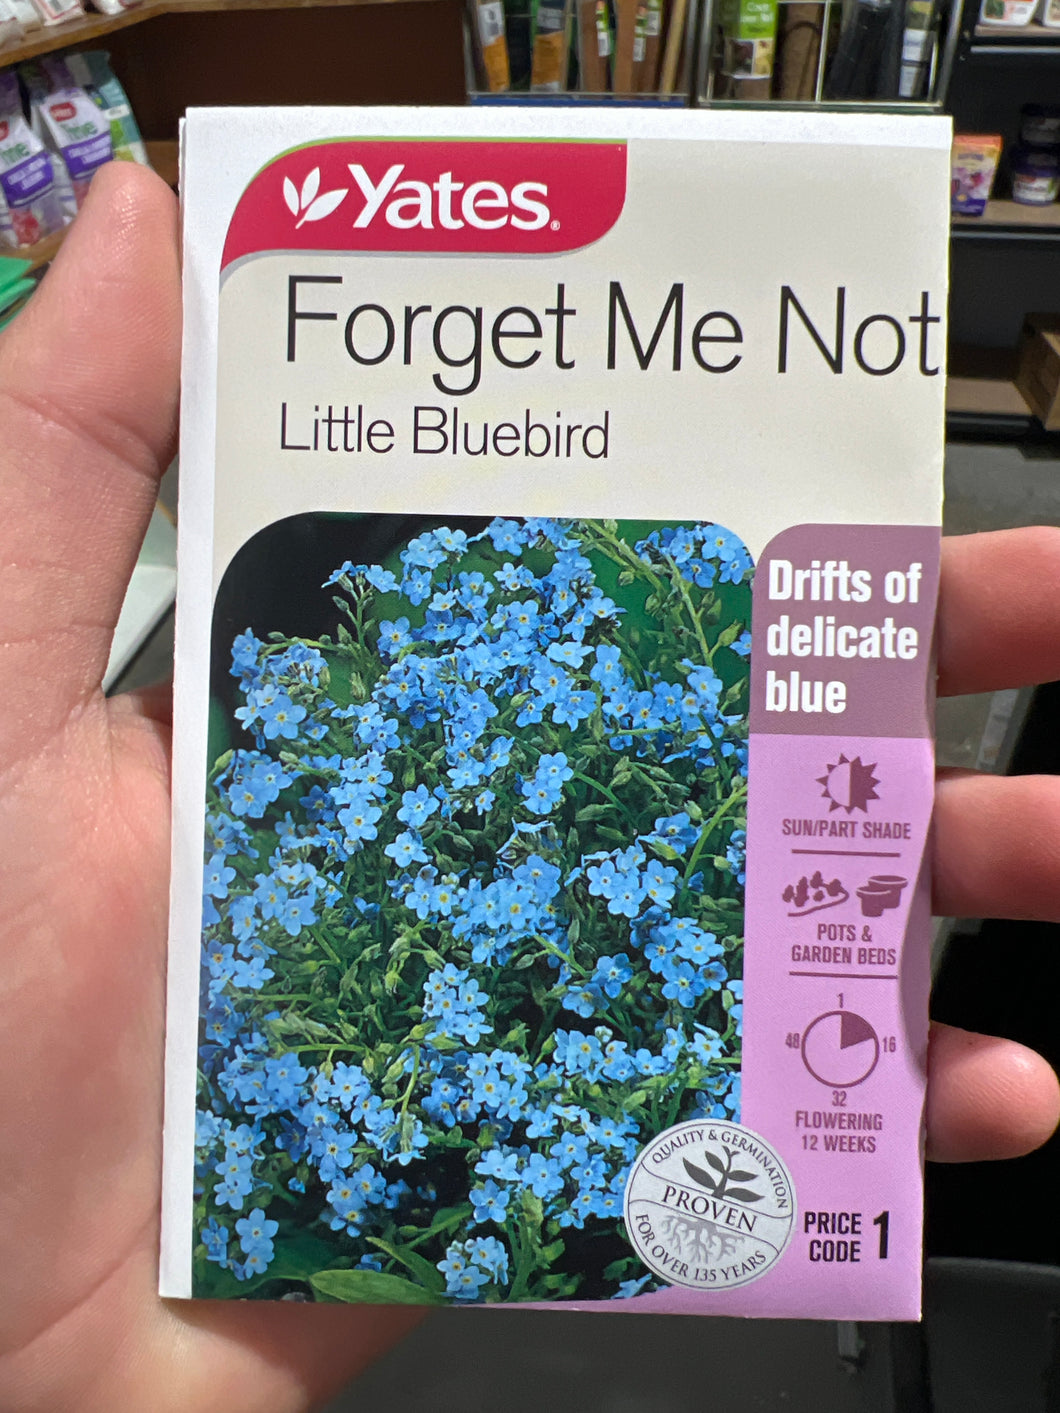 Yates®
Forget Me Not
Little Bluebird
Drifts of
delicate
blue
SUN/PART SHADE
POTS &
GARDEN BEDS
1
48 16
32
FLOWERING
12 WEEKS
QUALITY & GERMINATION
PROVEN
FOR OVER 135 YEARS
PRICE
CODE 1